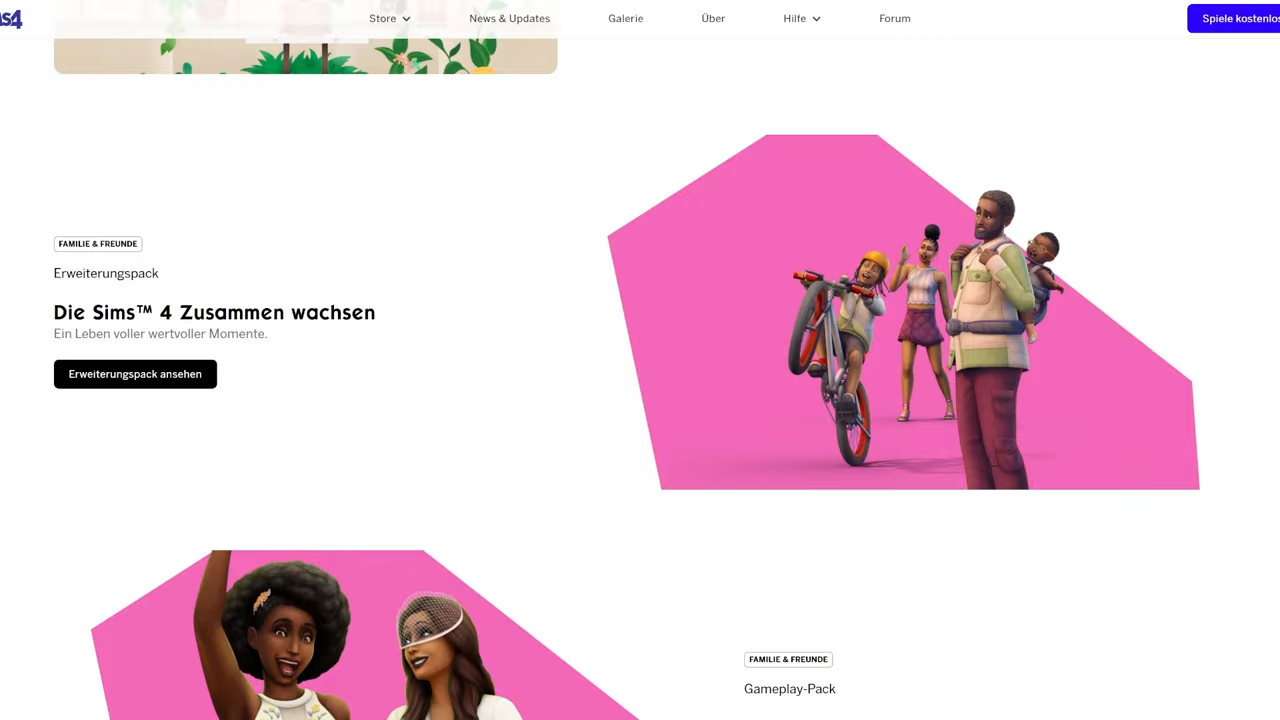 Store
News & Updates
Galerie
Über
Hilfe
Forum
FAMILIE & FREUNDE
Erweiterungspack
Die Sims™ 4 Zusammen wachsen
Ein Leben voller wertvoller Momente.
Erweiterungspack ansehen
FAMILIE & FREUNDE
Gameplay-Pack